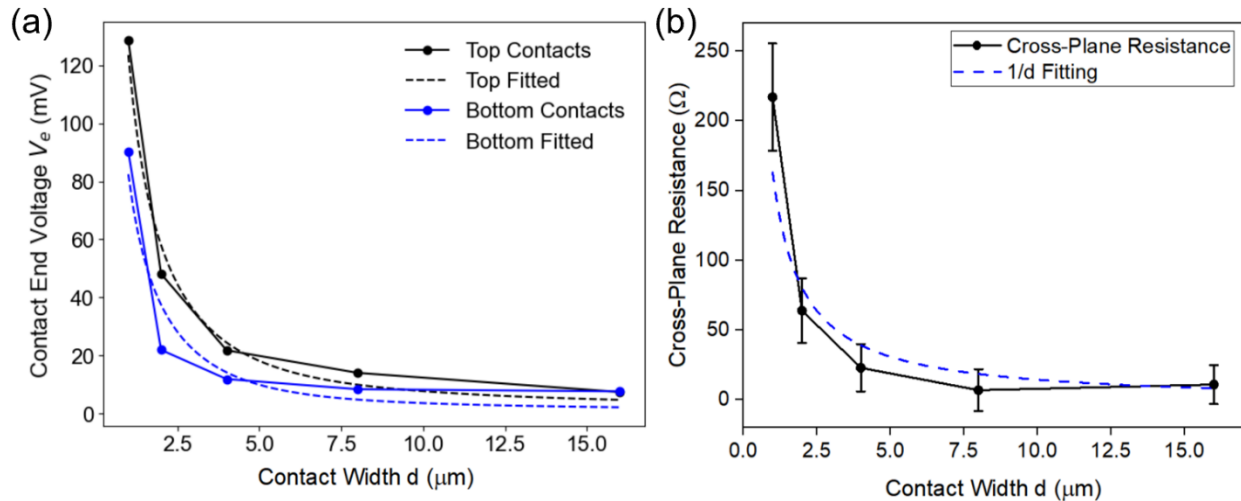 (a)
Contact End Voltage Vₑ (mV)
120
100
80
60
40
20
0
Top Contacts
Top Fitted
Bottom Contacts
Bottom Fitted
2.5 5.0 7.5 10.0 12.5 15.0
Contact Width d (μm)
(b)
Cross-Plane Resistance (Ω)
250
200
150
100
50
0
Cross-Plane Resistance
1/d Fitting
0.0 2.5 5.0 7.5 10.0 12.5 15.0
Contact Width d (μm)